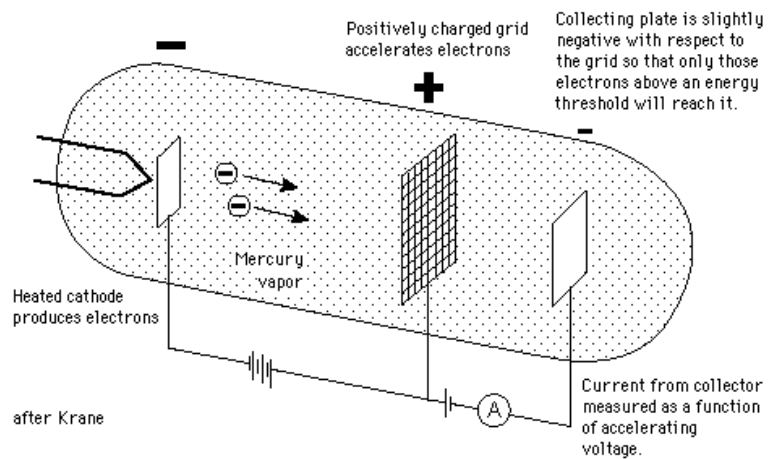 Positively charged grid
accelerates electrons
Collecting plate is slightly
negative with respect to
the grid so that only those
electrons above an energy
threshold will reach it.
Mercury
vapor
Heated cathode
produces electrons
A
Current from collector
measured as a function
of accelerating
voltage.
after Krane